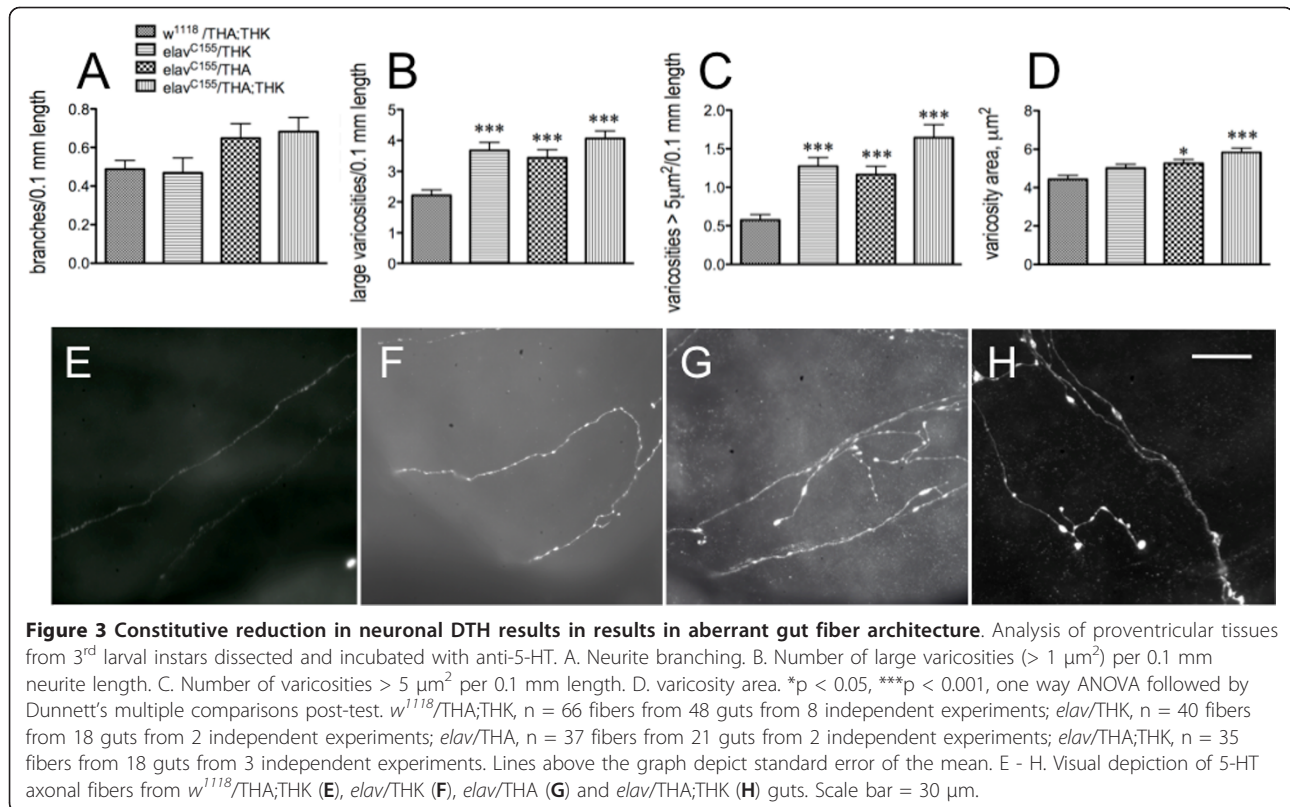 w1118/THA;THK
elavC155/THK
elavC155/THA
elavC155/THA;THK
A
branches/0.1 mm length
0.8
0.6
0.4
0.2
0.0
B
large varicosities/0.1 mm length
5
4
3
2
1
0
***
***
***
C
varicosities > 5μm2/0.1 mm length
2.0
1.5
1.0
0.5
0.0
***
***
***
D
varicosity area, μm2
8
6
4
2
0
*
***
E
F
G
H
Figure 3 Constitutive reduction in neuronal DTH results in results in aberrant gut fiber architecture. Analysis of proventricular tissues
from 3rd larval instars dissected and incubated with anti-5-HT. A. Neurite branching. B. Number of large varicosities (> 1 μm2) per 0.1 mm
neurite length. C. Number of varicosities > 5 μm2 per 0.1 mm length. D. varicosity area. *p < 0.05, ***p < 0.001, one way ANOVA followed by
Dunnett's multiple comparisons post-test. w1118/THA;THK, n = 66 fibers from 48 guts from 8 independent experiments; elav/THK, n = 40 fibers
from 18 guts from 2 independent experiments; elav/THA, n = 37 fibers from 21 guts from 2 independent experiments; elav/THA;THK, n = 35
fibers from 18 guts from 3 independent experiments. Lines above the graph depict standard error of the mean. E - H. Visual depiction of 5-HT
axonal fibers from w1118/THA;THK (E), elav/THK (F), elav/THA (G) and elav/THA;THK (H) guts. Scale bar = 30 μm.